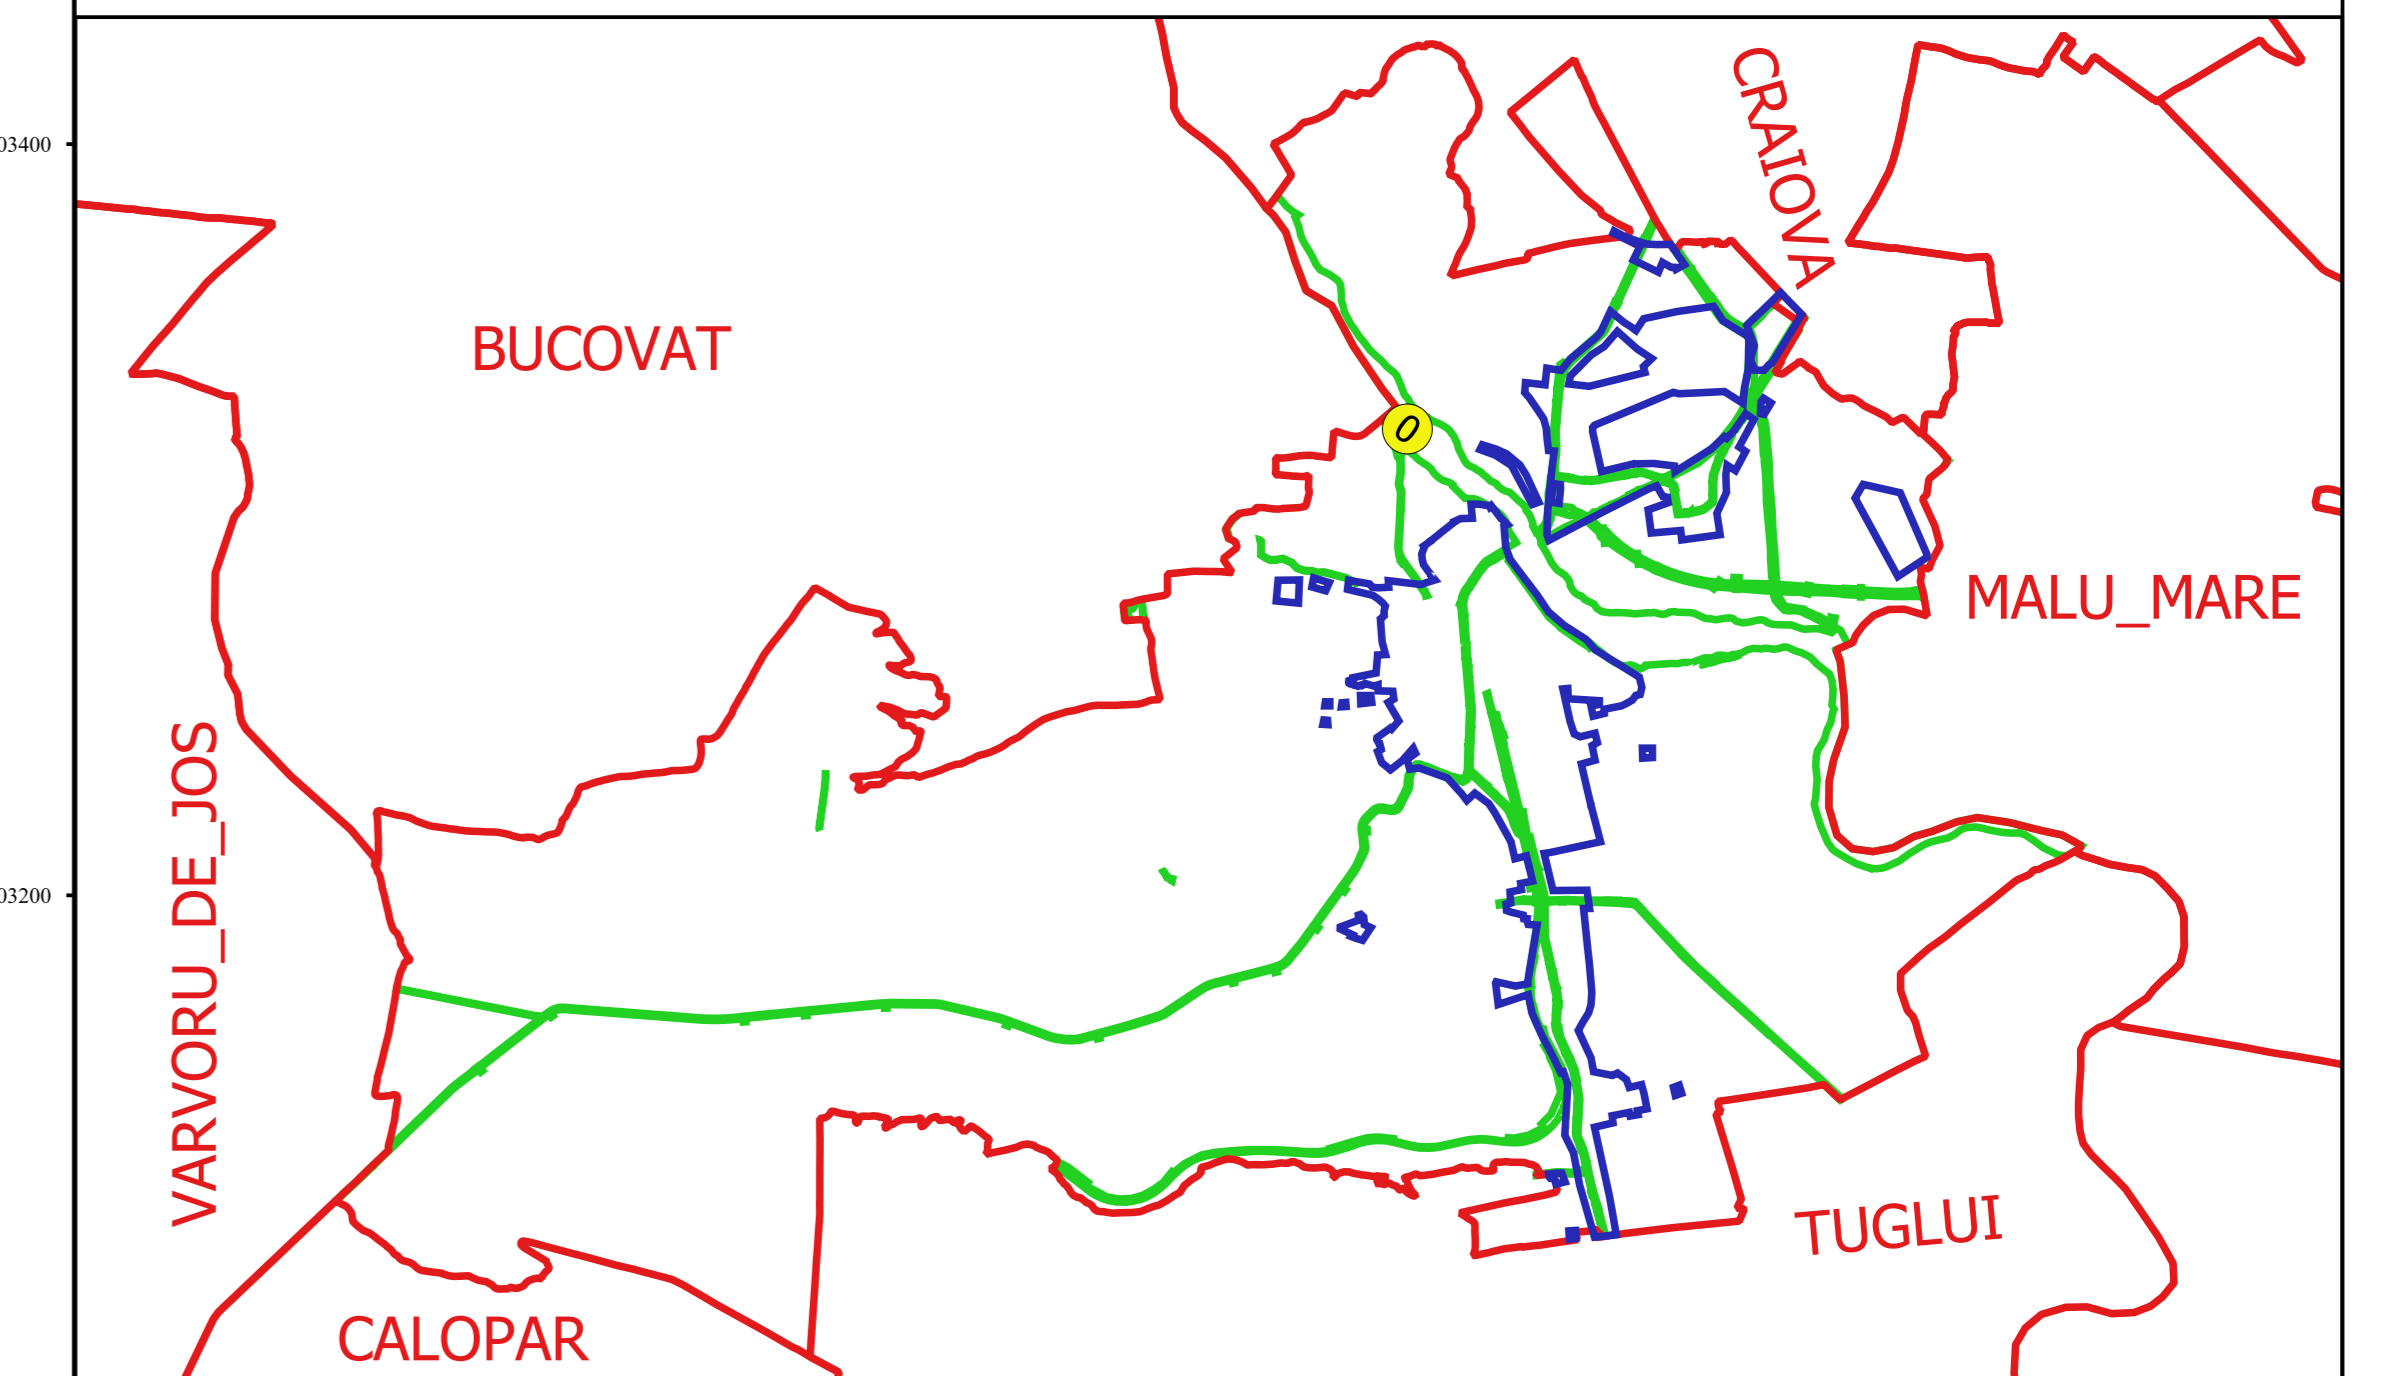 CRAIOVA
03400
BUCOVAT
0
MALU_MARE
VARVORU_DE_JOS
03200
TUGLUI
CALOPAR